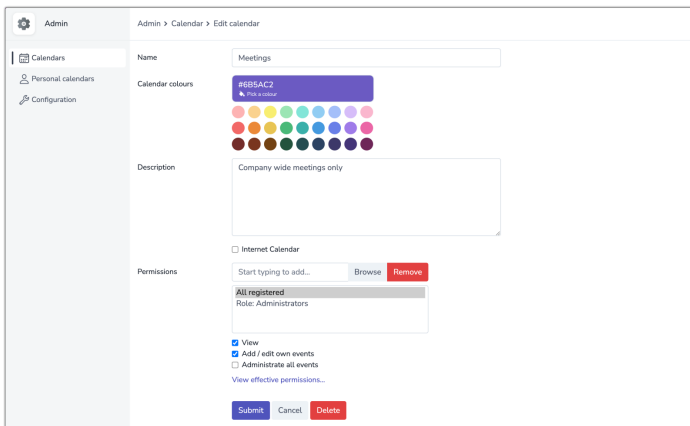 Admin
Admin > Calendar > Edit calendar
Calendars
Personal calendars
Configuration
Name
Meetings
Calendar colours
#6B5AC2
Pick a colour
Description
Company wide meetings only
Internet Calendar
Permissions
Start typing to add...
Browse
Remove
All registered
Role: Administrators
View
Add / edit own events
Administrate all events
View effective permissions...
Submit
Cancel
Delete